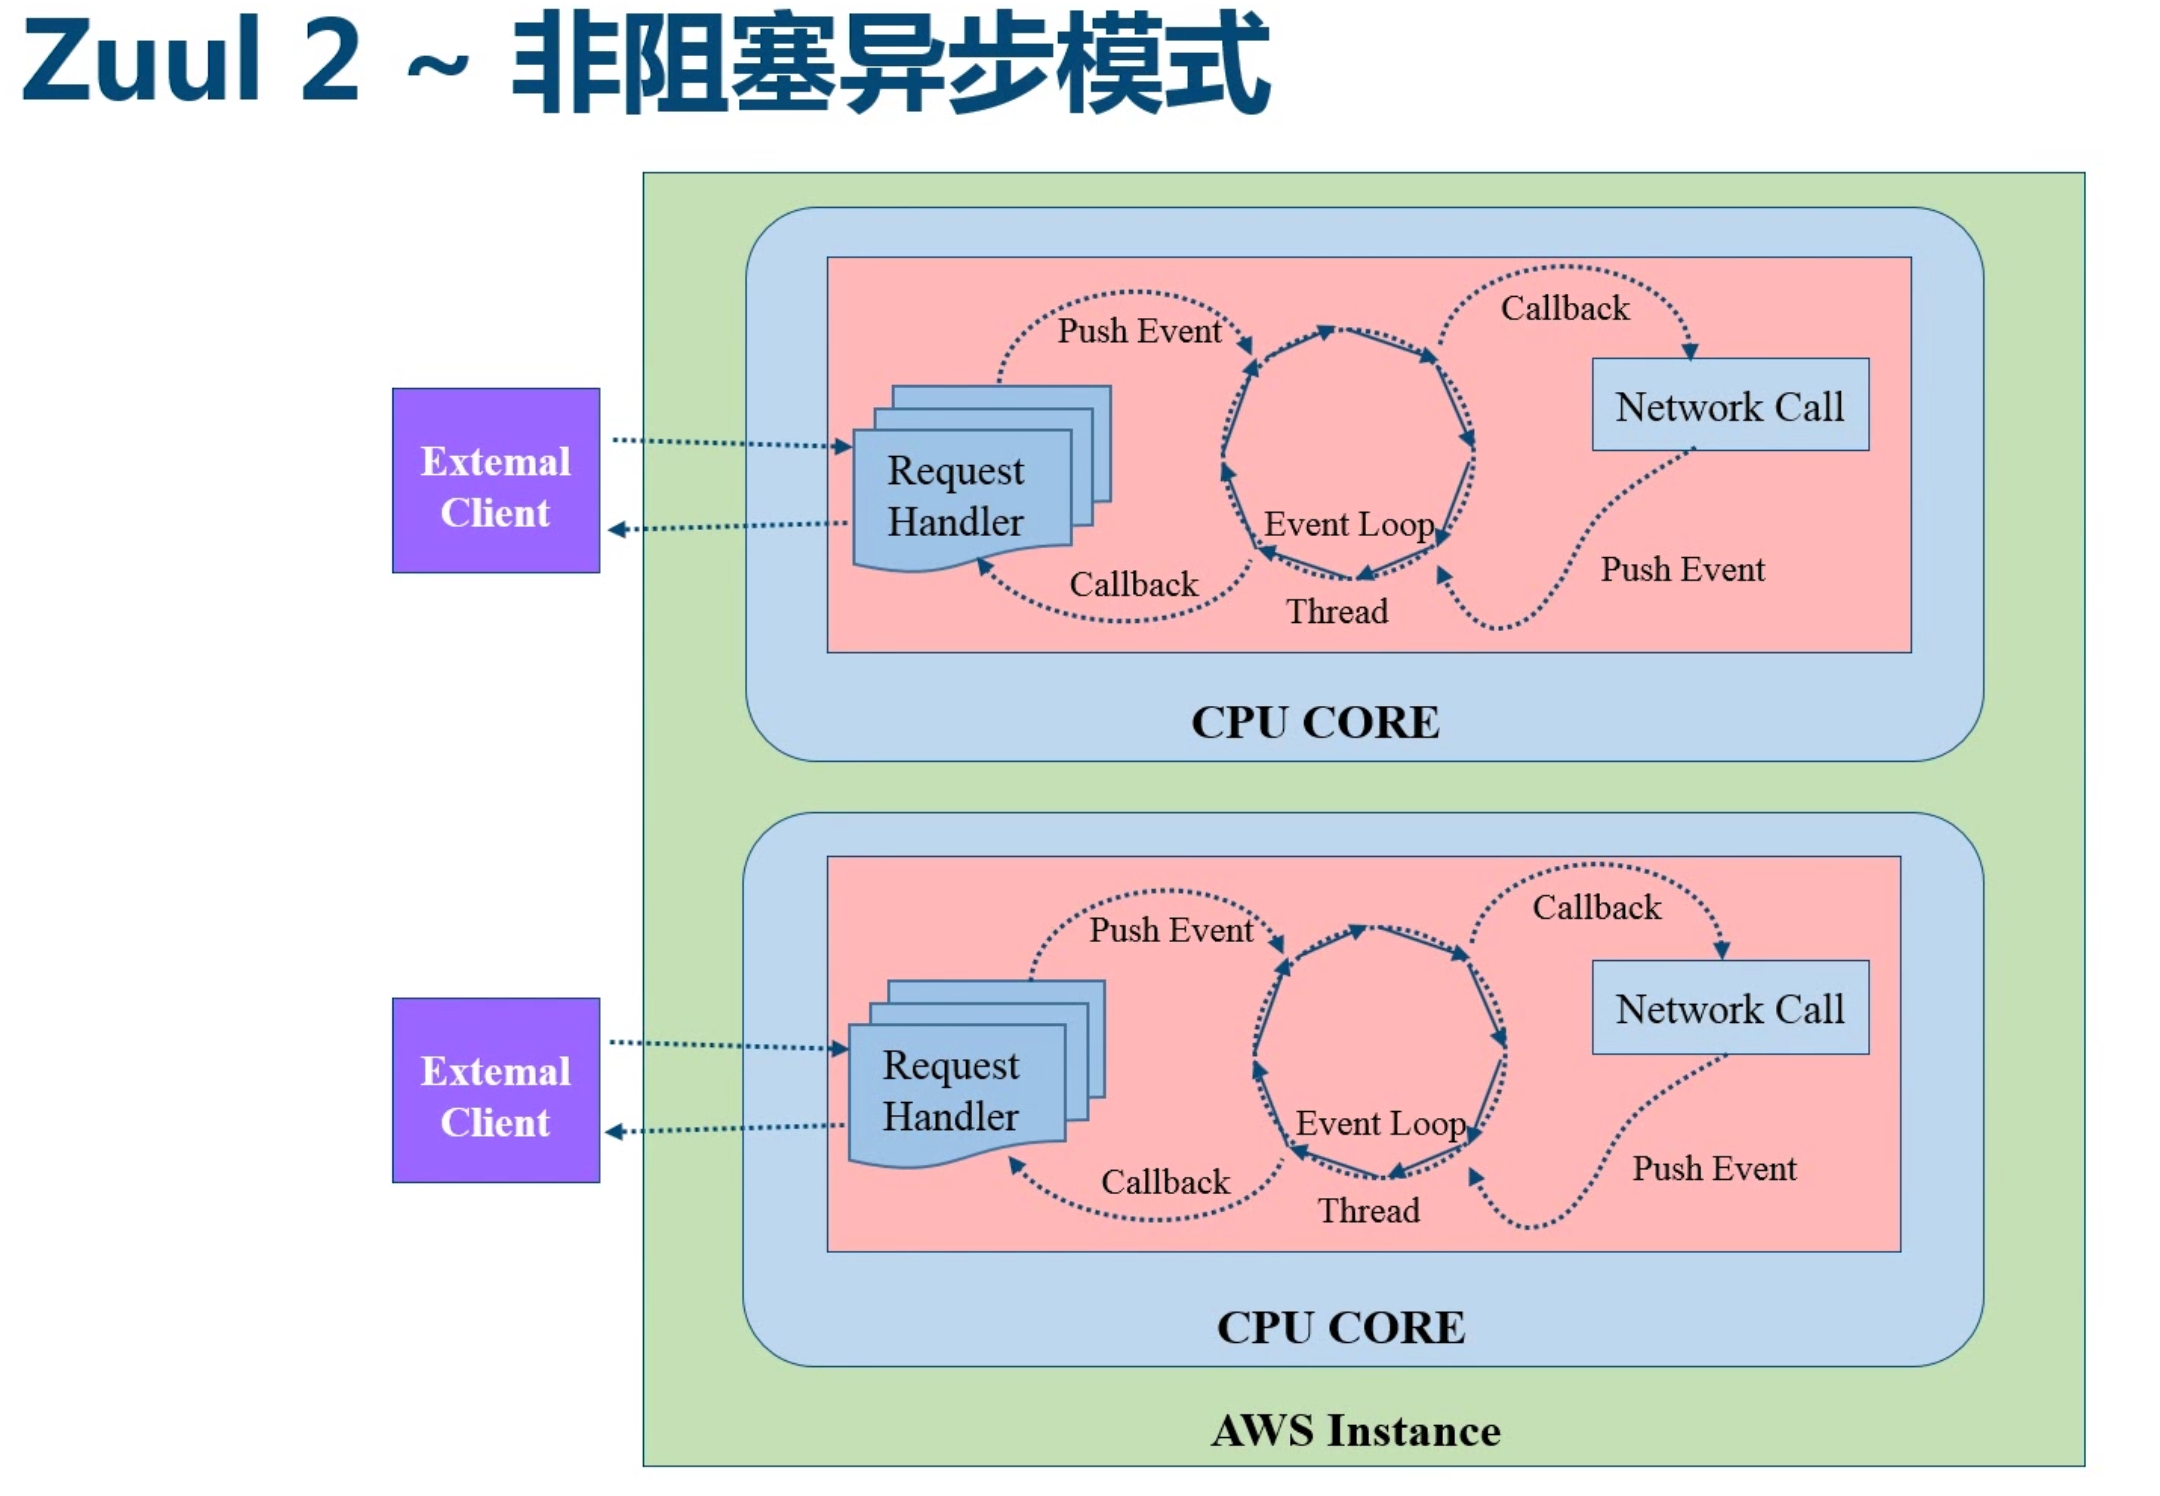 Zuul 2 ~ 非阻塞异步模式
Push Event
Callback
Network Call
Extemal
Client
Request
Handler
Event Loop
Callback
Thread
Push Event
CPU CORE
Push Event
Callback
Network Call
Extemal
Client
Request
Handler
Event Loop
Callback
Thread
Push Event
CPU CORE
AWS Instance